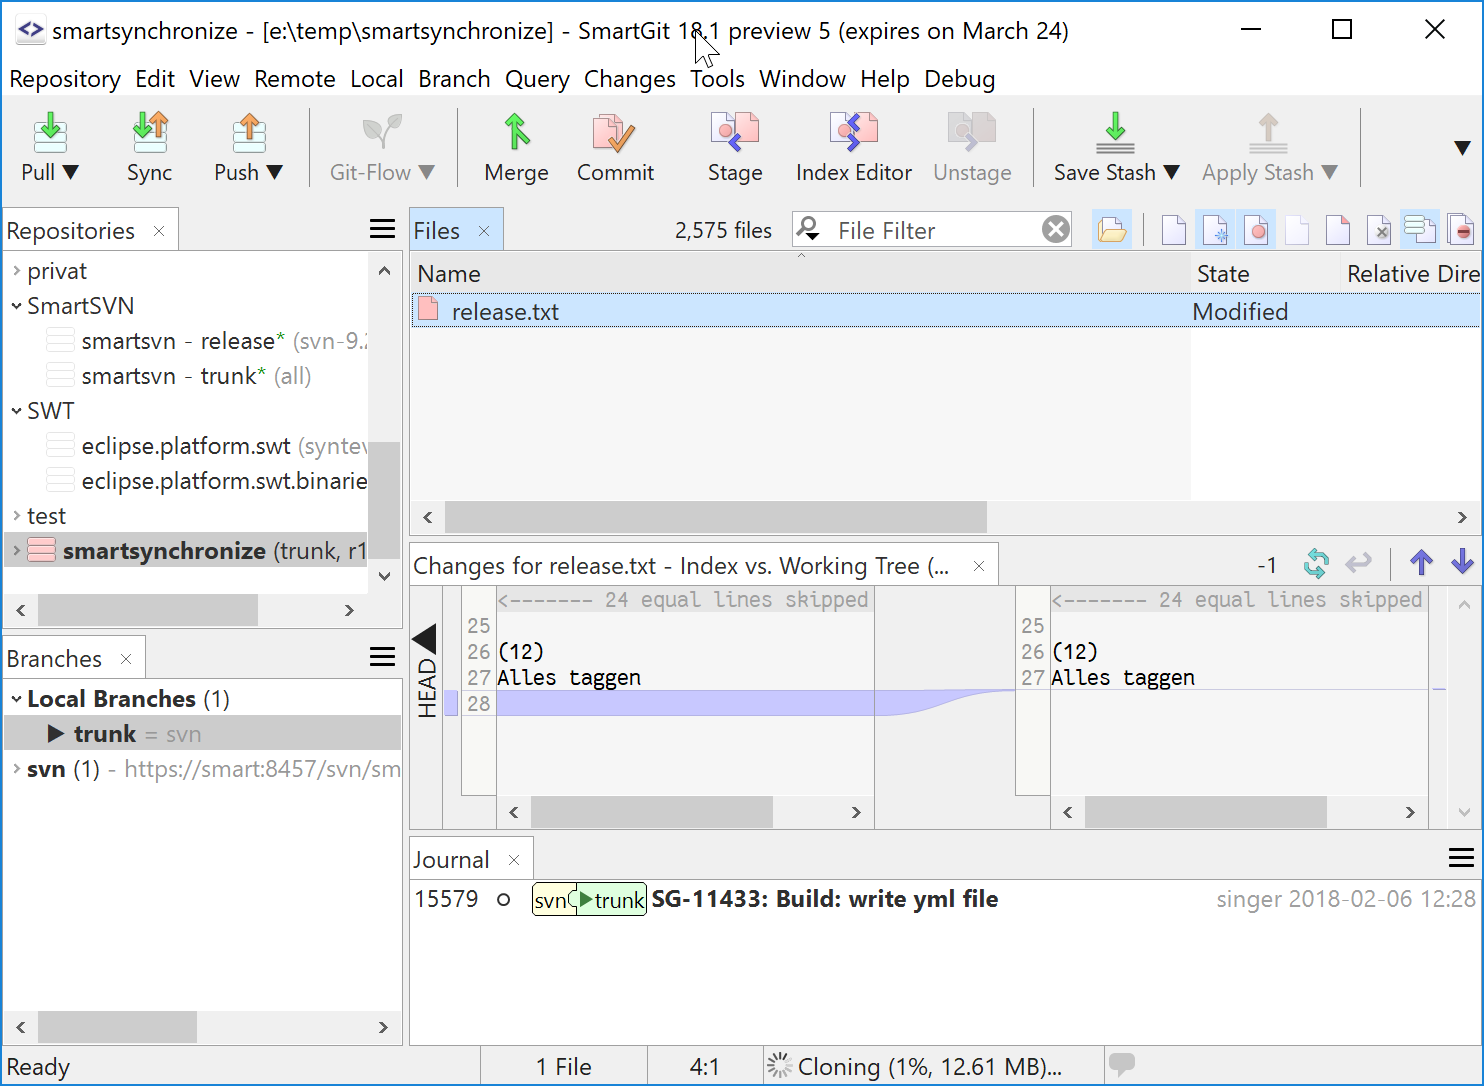 smartsynchronize - [e:\temp\smartsynchronize] - SmartGit 18.1 preview 5 (expires on March 24)
Repository Edit View Remote Local Branch Query Changes Tools Window Help Debug
Pull ▼ Sync Push ▼ Git-Flow ▼ Merge Commit Stage Index Editor Unstage Save Stash ▼ Apply Stash ▼
Repositories
privat
SmartSVN
smartsvn - release* (svn-9.2
smartsvn - trunk* (all)
SWT
eclipse.platform.swt (syntev
eclipse.platform.swt.binarie
test
smartsynchronize (trunk, r1
Branches
Local Branches (1)
trunk = svn
svn (1) - https://smart:8457/svn/sm
Files 2,575 files File Filter
Name State Relative Dire
release.txt Modified
Changes for release.txt - Index vs. Working Tree (... -1
HEAD
<------- 24 equal lines skipped
25
26 (12)
27 Alles taggen
28
<------- 24 equal lines skipped
25
26 (12)
27 Alles taggen
Journal
15579 svn trunk SG-11433: Build: write yml file singer 2018-02-06 12:28
Ready 1 File 4:1 Cloning (1%, 12.61 MB)...